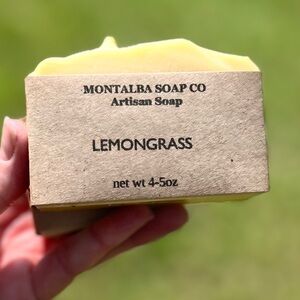 MONTALBA SOAP CO
Artisan Soap
LEMONGRASS
net wt 4-5oz